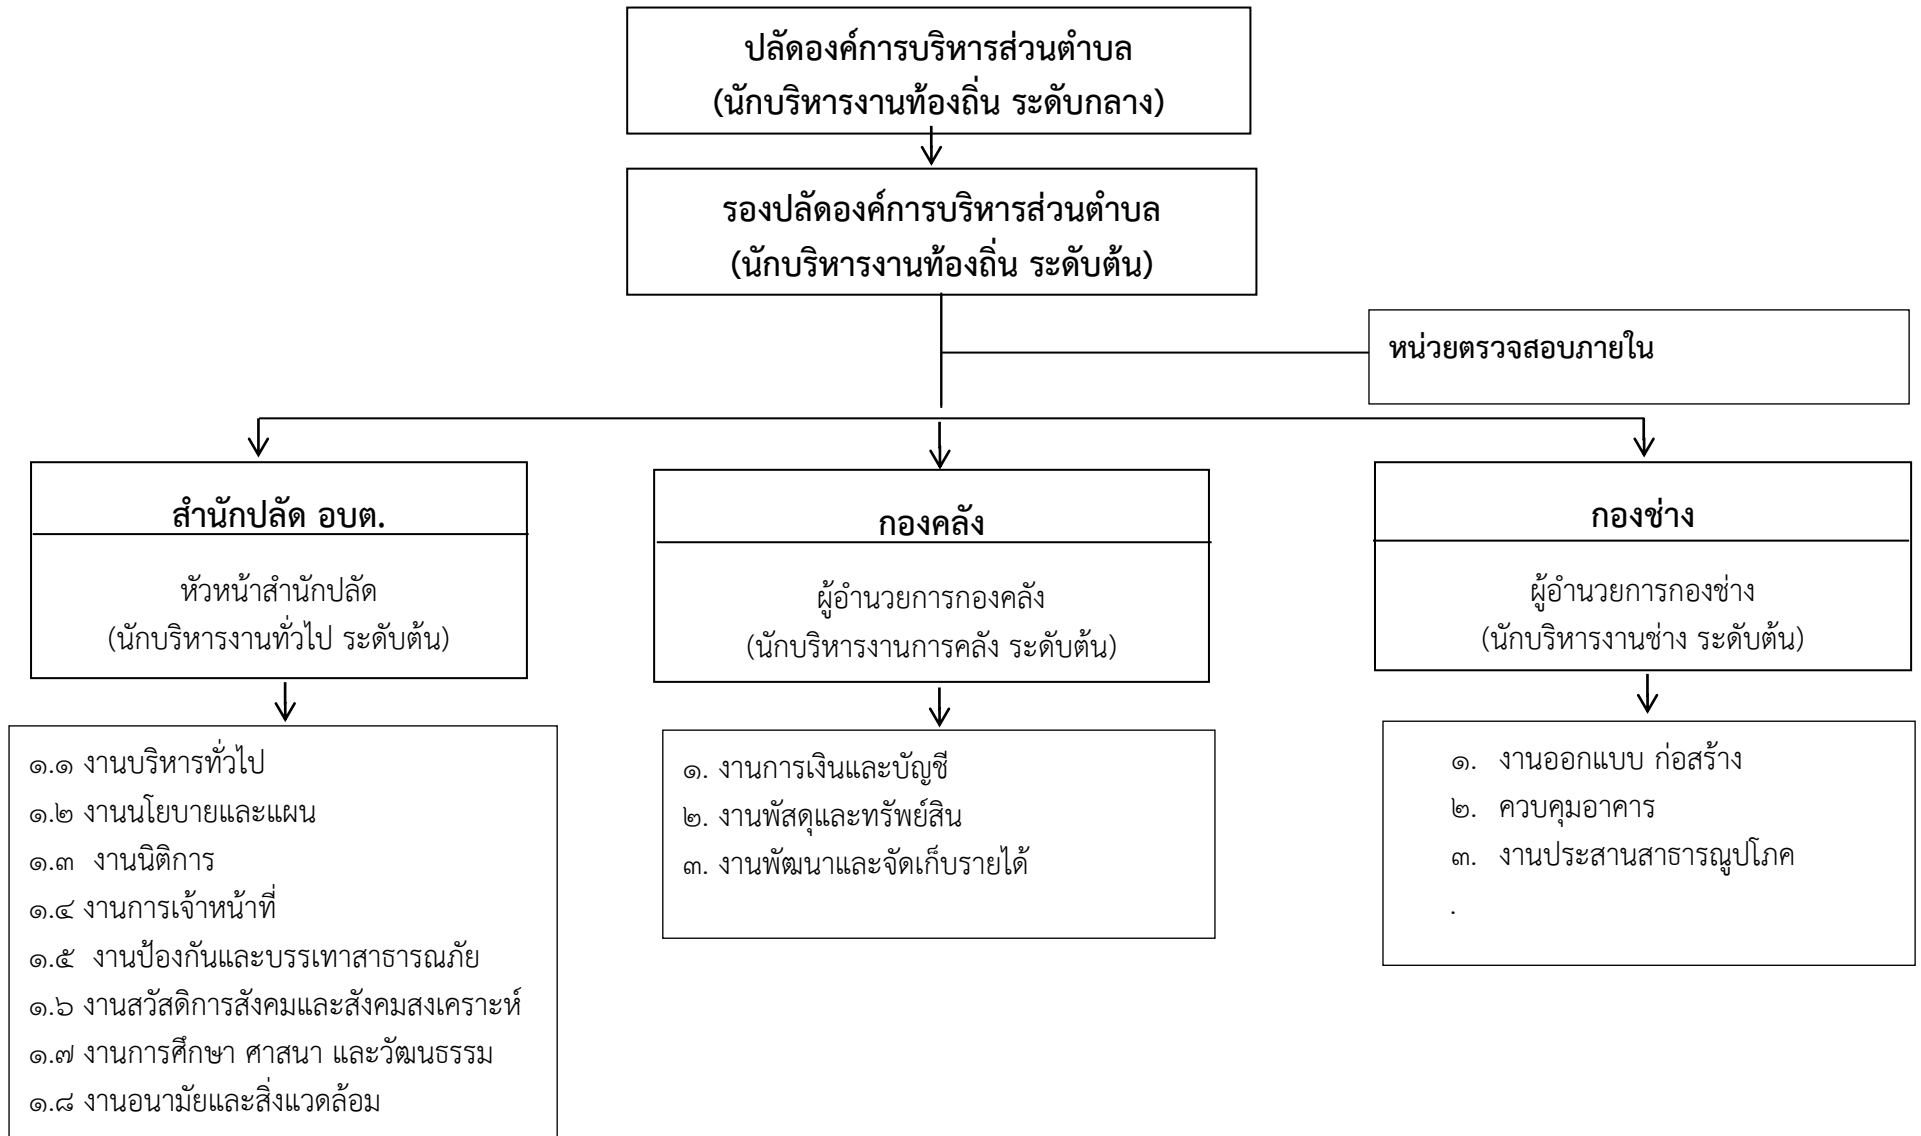 ปลัดองค์การบริหารส่วนตำบล
(นักบริหารงานท้องถิ่น ระดับกลาง)
รองปลัดองค์การบริหารส่วนตำบล
(นักบริหารงานท้องถิ่น ระดับต้น)
หน่วยตรวจสอบภายใน
สำนักปลัด อบต.
หัวหน้าสำนักปลัด
(นักบริหารงานทั่วไป ระดับต้น)
๑.๑ งานบริหารทั่วไป
๑.๒ งานนโยบายและแผน
๑.๓ งานนิติการ
๑.๔ งานการเจ้าหน้าที่
๑.๕ งานป้องกันและบรรเทาสาธารณภัย
๑.๖ งานสวัสดิการสังคมและสังคมสงเคราะห์
๑.๗ งานการศึกษา ศาสนา และวัฒนธรรม
๑.๘ งานอนามัยและสิ่งแวดล้อม
กองคลัง
ผู้อำนวยการกองคลัง
(นักบริหารงานการคลัง ระดับต้น)
๑. งานการเงินและบัญชี
๒. งานพัสดุและทรัพย์สิน
๓. งานพัฒนาและจัดเก็บรายได้
กองช่าง
ผู้อำนวยการกองช่าง
(นักบริหารงานช่าง ระดับต้น)
๑. งานออกแบบ ก่อสร้าง
๒. ควบคุมอาคาร
๓. งานประสานสาธารณูปโภค
.